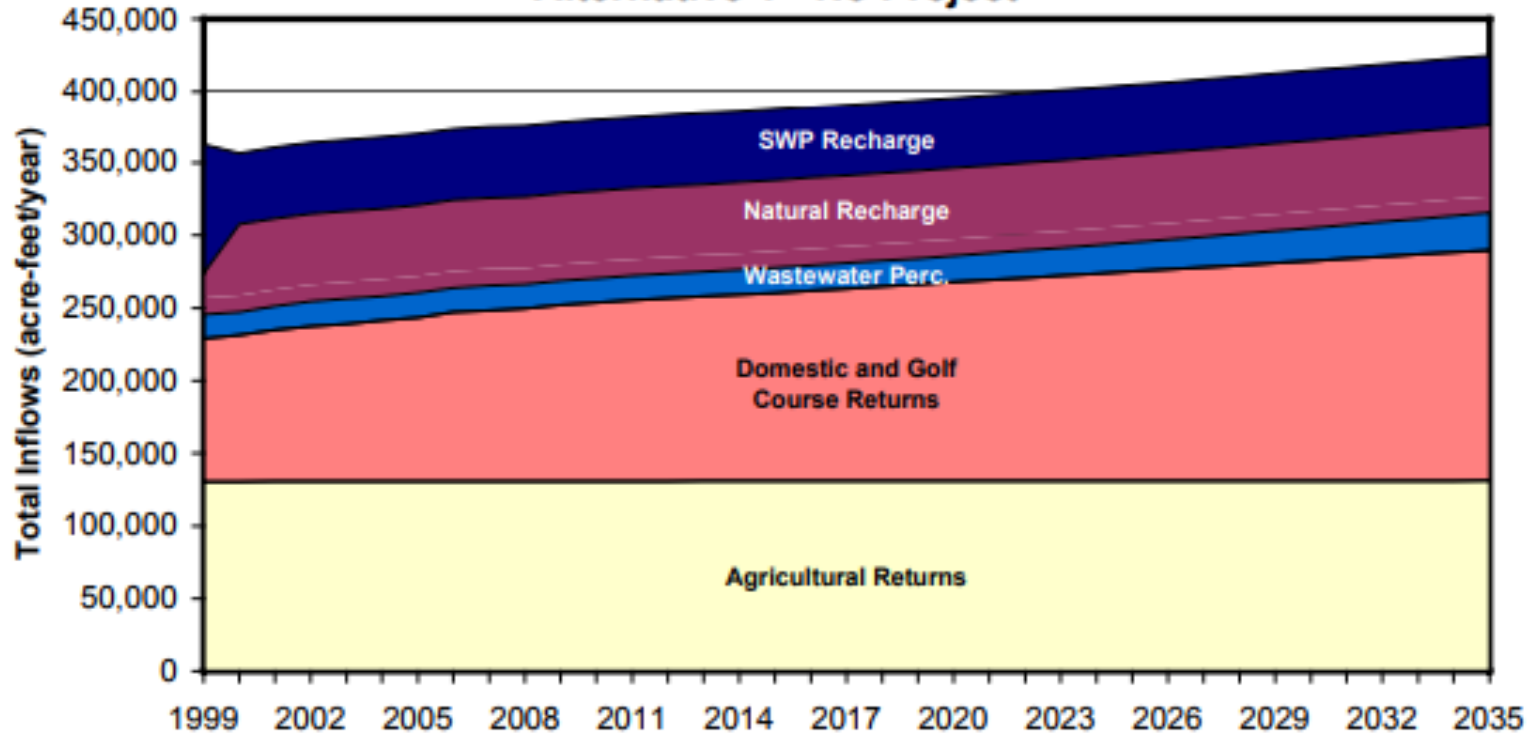 450,000
400,000
350,000
300,000
250,000
200,000
150,000
100,000
50,000
0
Total Inflows (acre-feet/year)
SWP Recharge
Natural Recharge
Wastewater Perc.
Domestic and Golf
Course Returns
Agricultural Returns
1999 2002 2005 2008 2011 2014 2017 2020 2023 2026 2029 2032 2035